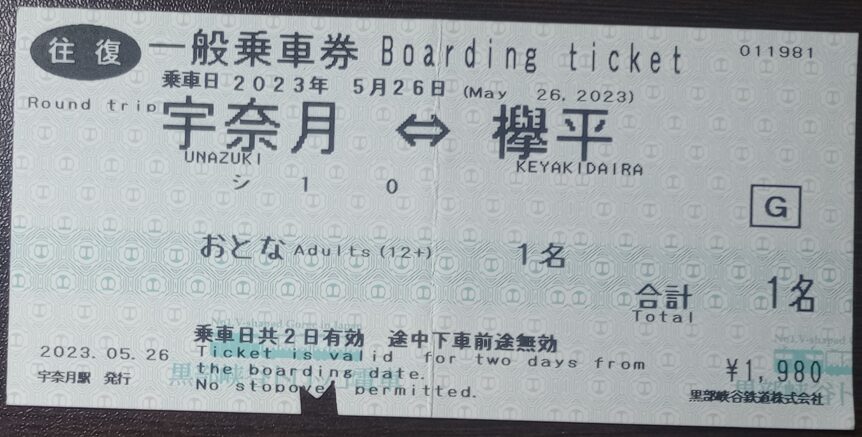 往復 一般乗車券 Boarding ticket 011981
乗車日 2023年 5月26日 (May 26, 2023)
Round trip
宇奈月 ⇔ 欅平
UNAZUKI KEYAKIDAIRA
シ 1 0
G
おとな Adults (12+) 1名
合計 1名
Total
乗車日共2日有効 途中下車前途無効
2023.05.26 Ticket is valid for two days from
the boarding date. ¥1,980
宇奈月駅 発行 No stopover permitted. 黒部峡谷鉄道株式会社